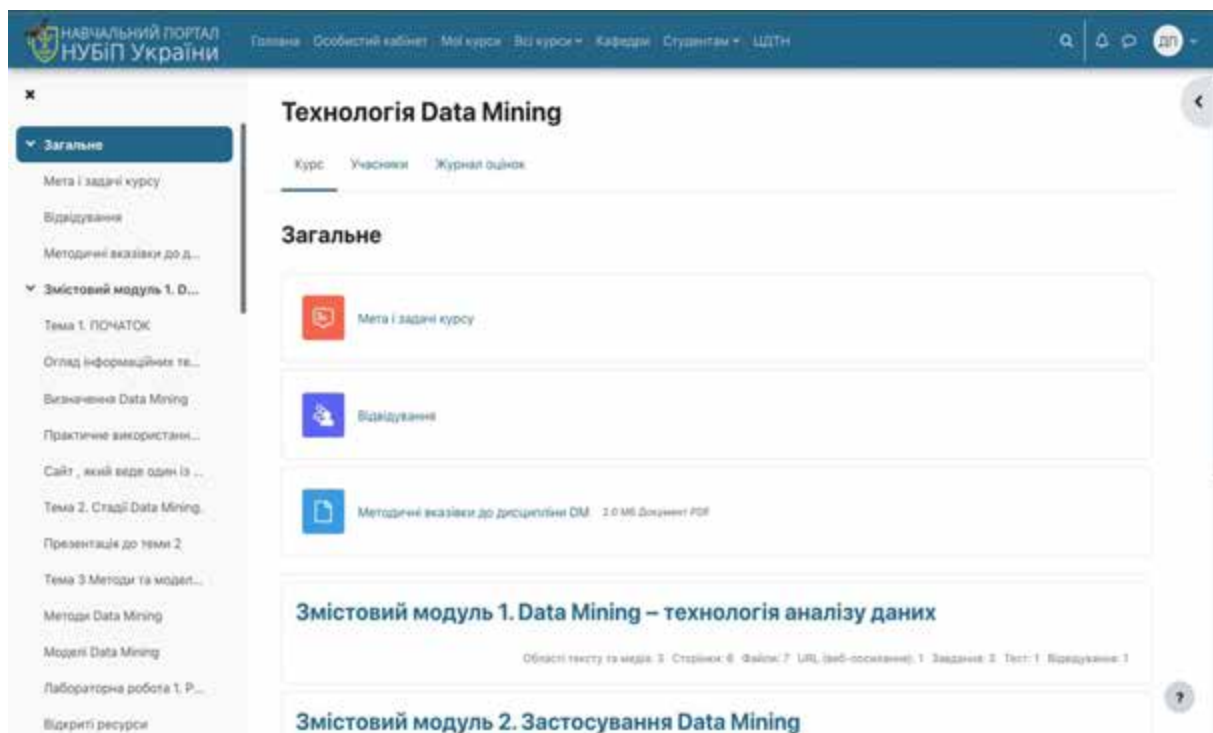 НАВЧАЛЬНИЙ ПОРТАЛ
НУБіП України
Головна Особистий кабінет Мої курси Всі курси Кафедри Студентам ЦДТН
ДП
Загальне
Мета і задачі курсу
Відвідування
Методичні вказівки до д...
Змістовий модуль 1. D...
Тема 1. ПОЧАТОК
Огляд інформаційних те...
Визначення Data Mining
Практичне використанн...
Сайт , який веде один із ...
Тема 2. Стадії Data Mining.
Презентація до теми 2
Тема 3 Методи та модел...
Методи Data Mining
Моделі Data Mining
Лабораторна робота 1. Р...
Відкриті ресурси
Технологія Data Mining
Курс Учасники Журнал оцінок
Загальне
Мета і задачі курсу
Відвідування
Методичні вказівки до дисципліни DM 2.0 МБ Документ PDF
Змістовий модуль 1. Data Mining – технологія аналізу даних
Області тексту та медіа: 3 Сторінок: 6 Файли: 7 URL (веб-посилання): 1 Завдання: 3 Тест: 1 Відвідування: 1
Змістовий модуль 2. Застосування Data Mining
?